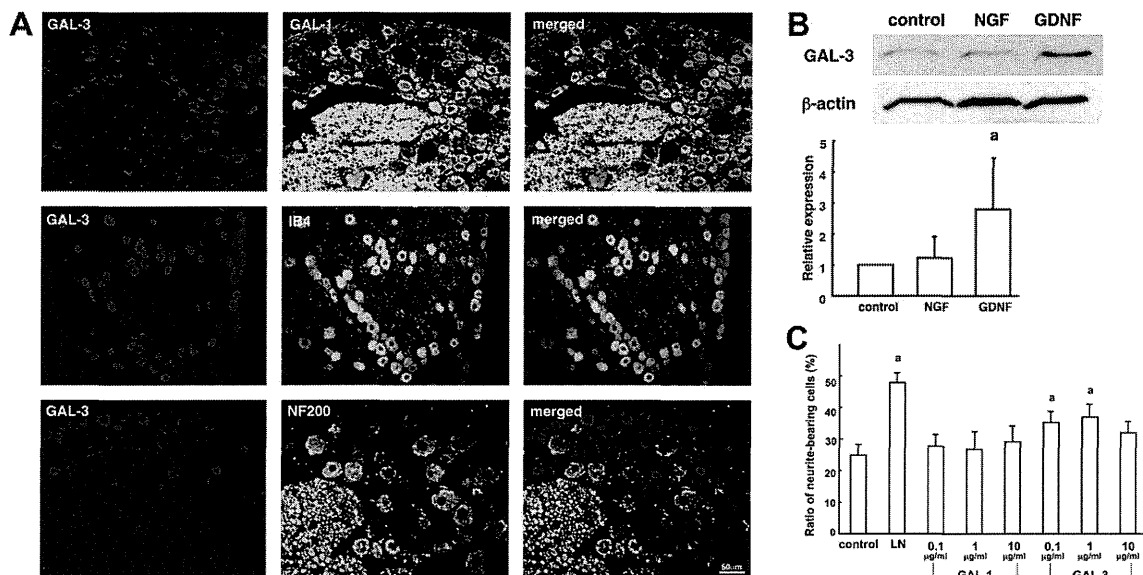 A
GAL-3
GAL-1
merged
GAL-3
IB4
merged
GAL-3
NF200
merged
50μm
B
control NGF GDNF
GAL-3
β-actin
a
Relative expression
5
4
3
2
1
0
control NGF GDNF
C
Ratio of neurite-bearing cells (%)
50
40
30
20
10
0
a
a
a
control LN 0.1 1 10 0.1 1 10
μg/ml μg/ml μg/ml μg/ml μg/ml μg/ml
GAL-1 GAL-3